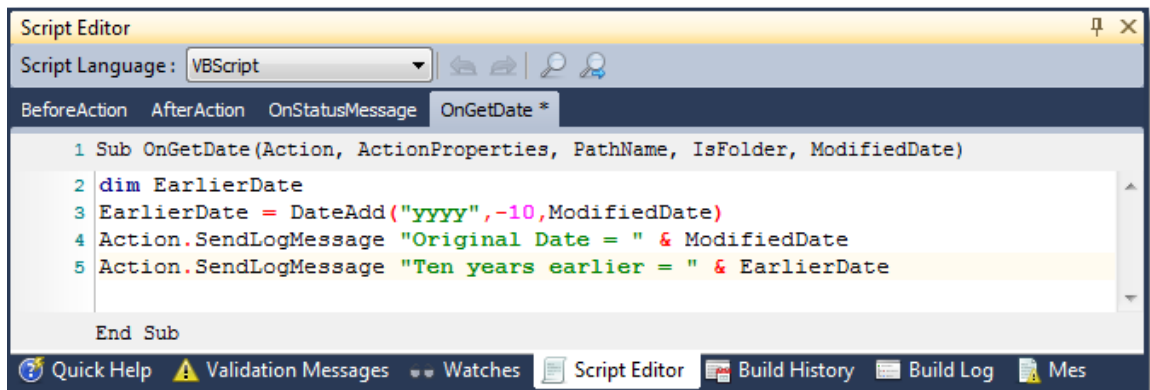 Script Editor
Script Language: VBScript
BeforeAction AfterAction OnStatusMessage OnGetDate *
1 Sub OnGetDate(Action, ActionProperties, PathName, IsFolder, ModifiedDate)
2 dim EarlierDate
3 EarlierDate = DateAdd("yyyy",-10,ModifiedDate)
4 Action.SendLogMessage "Original Date = " & ModifiedDate
5 Action.SendLogMessage "Ten years earlier = " & EarlierDate
End Sub
Quick Help Validation Messages Watches Script Editor Build History Build Log Mes